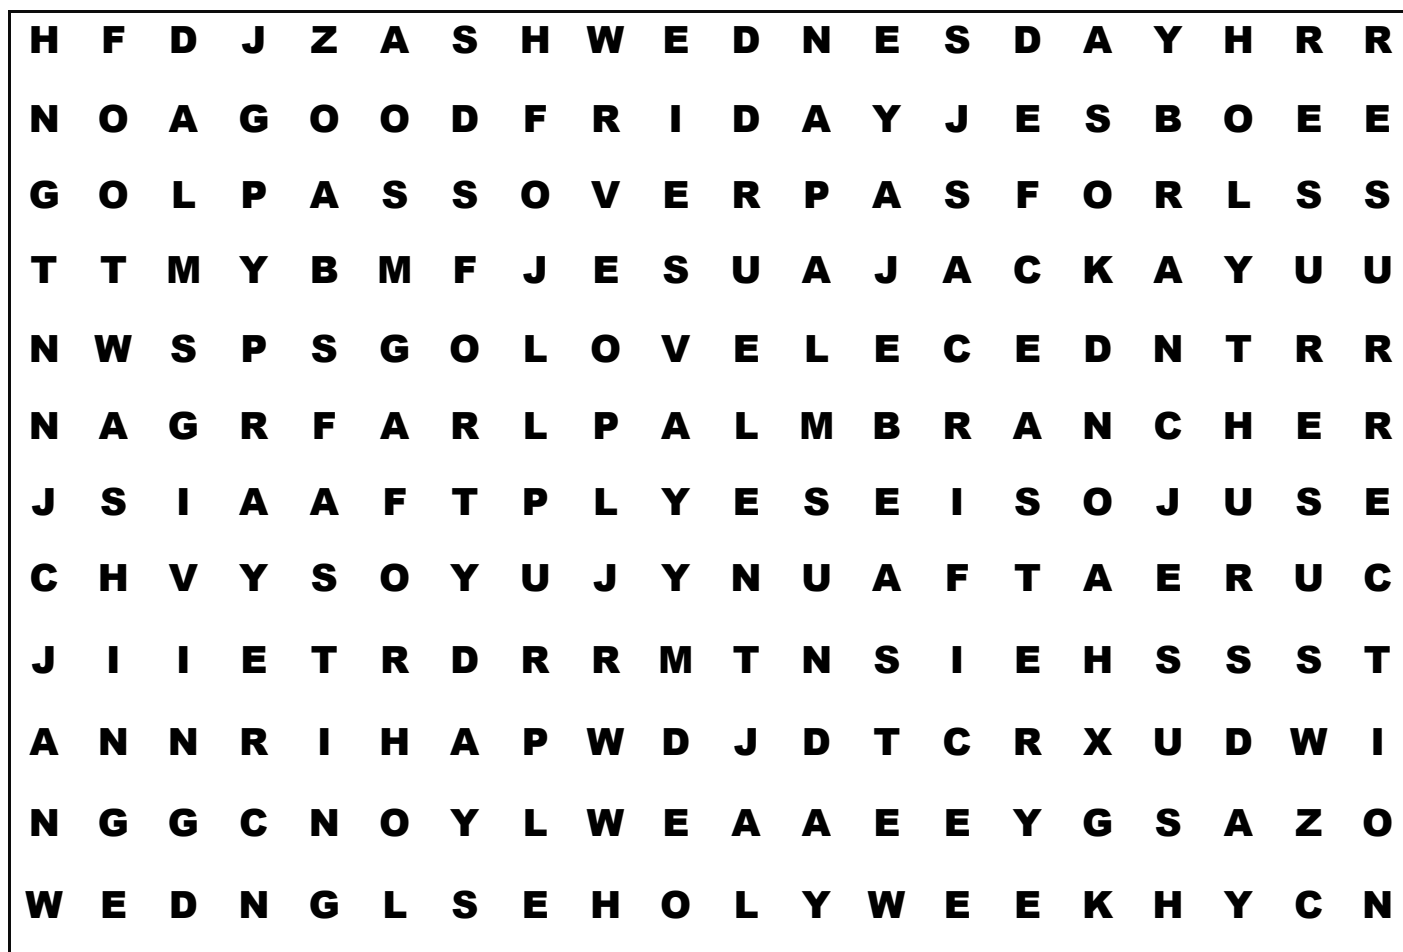 H F D J Z A S H W E D N E S D A Y H R R
N O A G O O D F R I D A Y J E S B O E E
G O L P A S S O V E R P A S F O R L S S
T T M Y B M F J E S U A J A C K A Y U U
N W S P S G O L O V E L E C E D N T R R
N A G R F A R L P A L M B R A N C H E R
J S I A A F T P L Y E S E I S O J U S E
C H V Y S O Y U J Y N U A F T A E R U C
J I I E T R D R R M T N S I E H S S S T
A N N R I H A P W D J D T C R X U D W I
N G G C N O Y L W E A A E E Y G S A Z O
W E D N G L S E H O L Y W E E K H Y C N